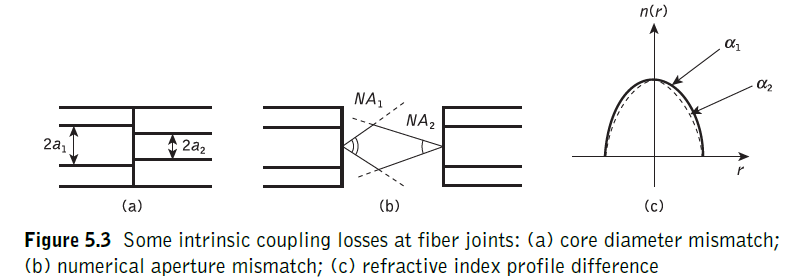 n(r)
α₁
α₂
NA₁
NA₂
2a₁
2a₂
r
(a)
(b)
(c)
Figure 5.3 Some intrinsic coupling losses at fiber joints: (a) core diameter mismatch;
(b) numerical aperture mismatch; (c) refractive index profile difference